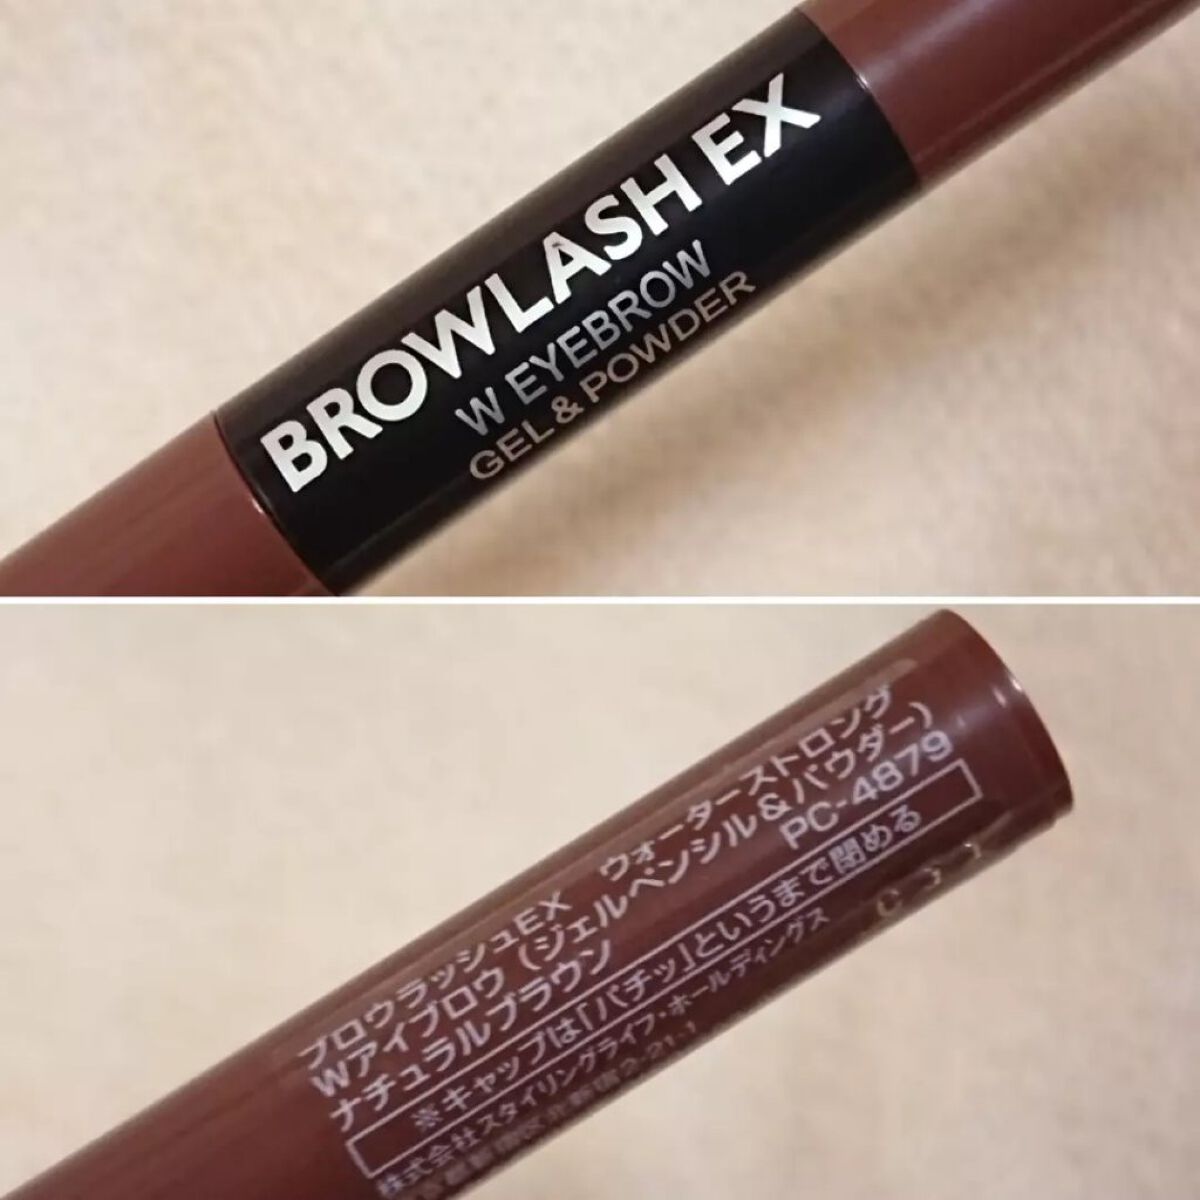 BROWLASH EX
W EYEBROW
GEL & POWDER
ブロウラッシュEX ウォーターストロング
Wアイブロウ(ジェルペンシル&パウダー)
ナチュラルブラウン PC-4879
※キャップは「パチッ」というまで閉める
株式会社スタイリングライフ・ホールディングス
2-21-1